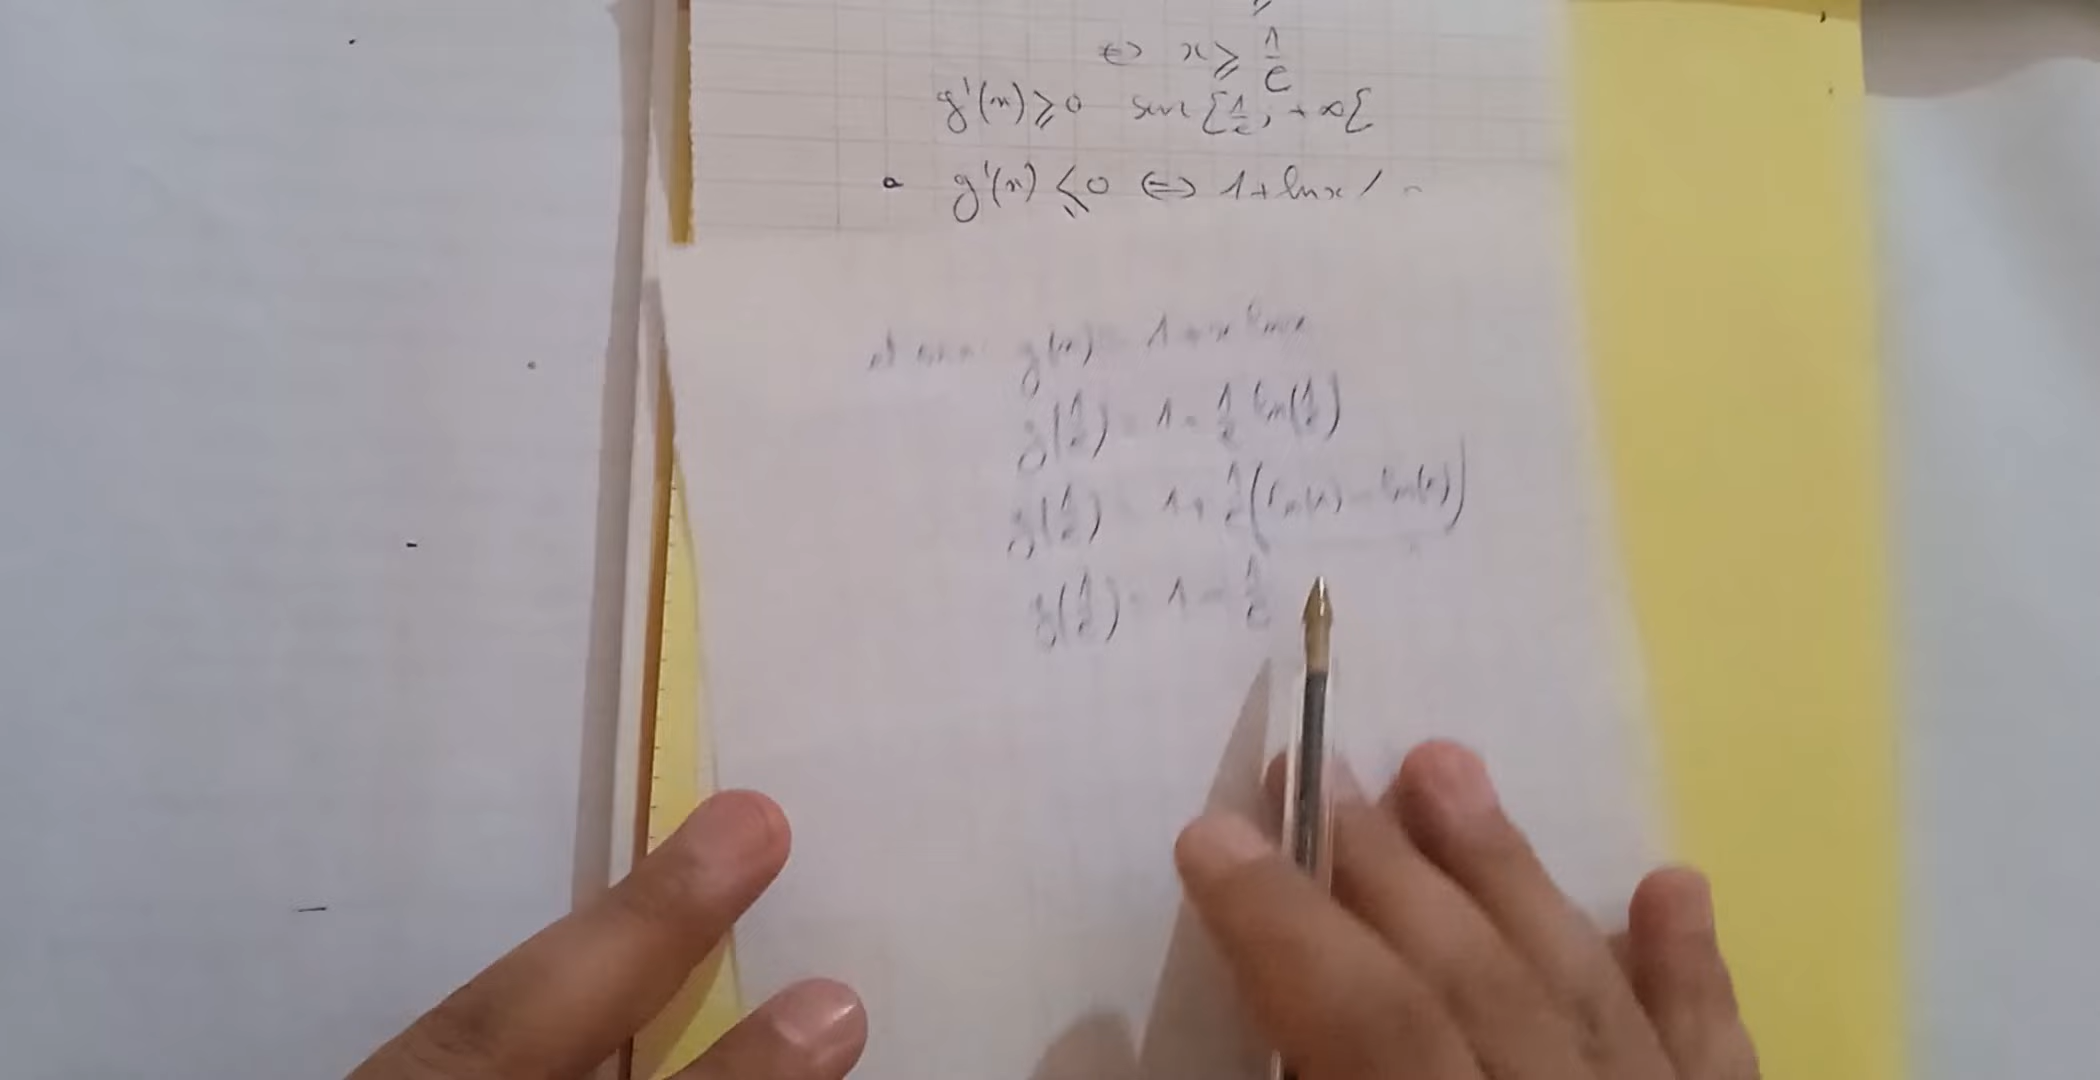 ⇔ x ⩾ 1/e
g'(x) ⩾ 0 sur [1/e ; +∞[
g'(x) ⩽ 0 ⇔ 1 + ln x
g(x) = 1 + x ln x
g(1/e) = 1 + 1/e ln(1/e)
g(1/e) = 1 + 1/e (ln(1) - ln(e))
g(1/e) = 1 - 1/e